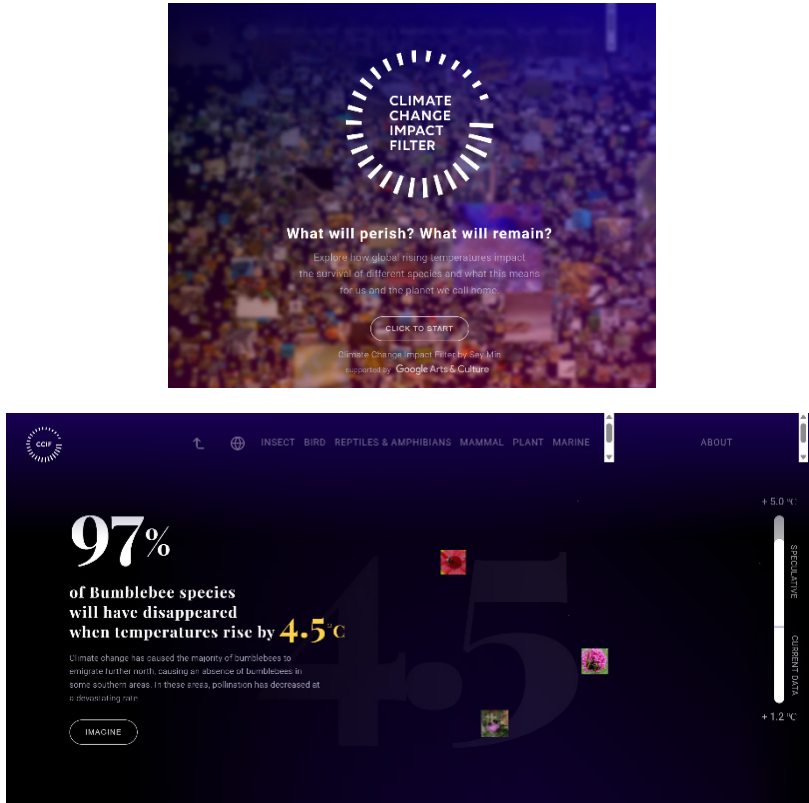 CLIMATE
CHANGE
IMPACT
FILTER
What will perish? What will remain?
Explore how global rising temperatures impact
the survival of different species and what this means
for us and the planet we call home.
CLICK TO START
Climate Change Impact Filter by Sey Min
supported by Google Arts & Culture
CCIF
INSECT BIRD REPTILES & AMPHIBIANS MAMMAL PLANT MARINE
ABOUT
4.5
+ 5.0 °C
97%
of Bumblebee species
will have disappeared
when temperatures rise by 4.5°C
Climate change has caused the majority of bumblebees to
emigrate further north, causing an absence of bumblebees in
some southern areas. In these areas, pollination has decreased at
a devastating rate
IMAGINE
SPECULATIVE
CURRENT DATA
+ 1.2 °C